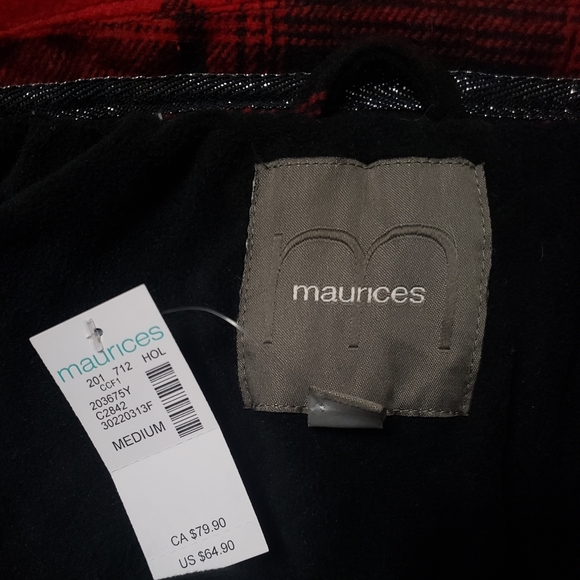 maurices
maurices
201 712 HOL
CCF1
203675Y
C2842
30220313F
MEDIUM
CA $79.90
US $64.90